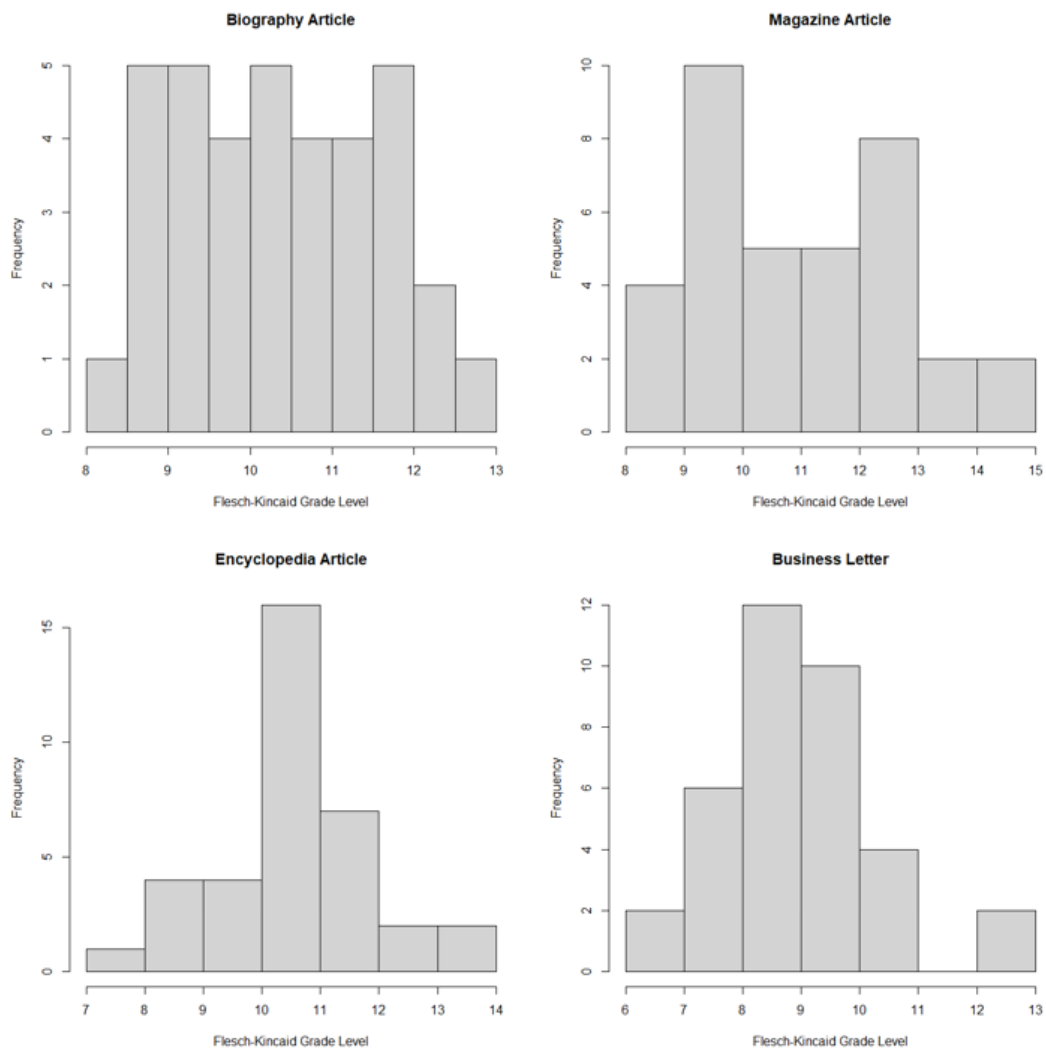 Biography Article
Frequency
0 1 2 3 4 5
8 9 10 11 12 13
Flesch-Kincaid Grade Level
Magazine Article
Frequency
0 2 4 6 8 10
8 9 10 11 12 13 14 15
Flesch-Kincaid Grade Level
Encyclopedia Article
Frequency
0 5 10 15
7 8 9 10 11 12 13 14
Flesch-Kincaid Grade Level
Business Letter
Frequency
0 2 4 6 8 10 12
6 7 8 9 10 11 12 13
Flesch-Kincaid Grade Level